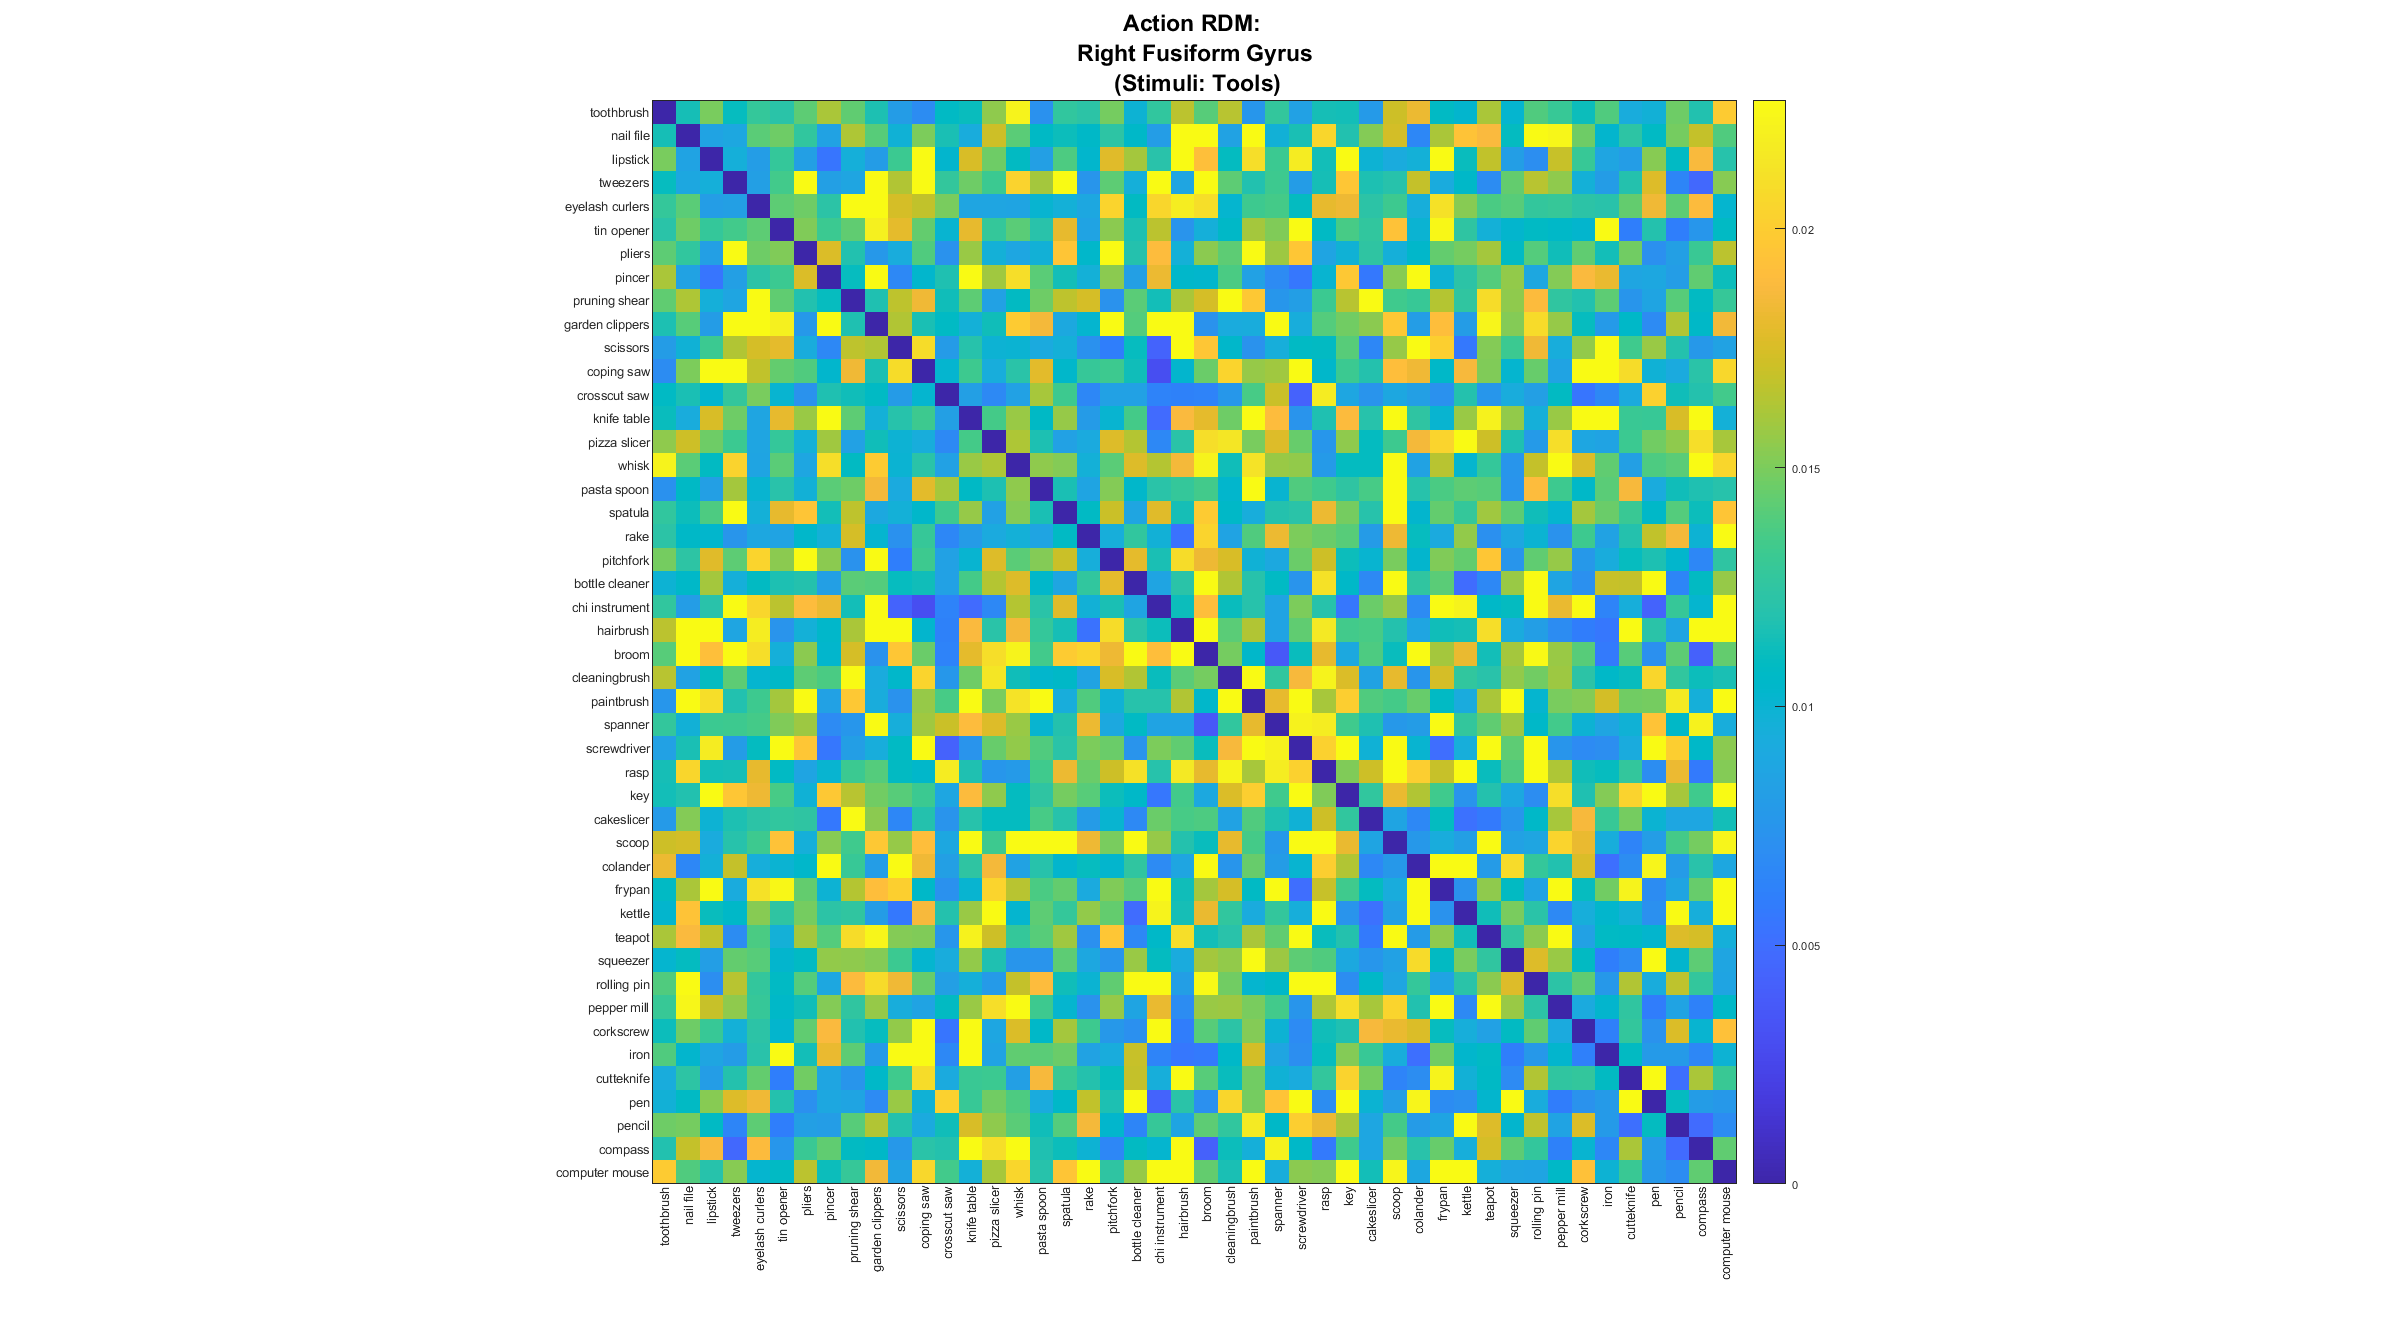 Action RDM:
Right Fusiform Gyrus
(Stimuli: Tools)
toothbrush
nail file
lipstick
tweezers
eyelash curlers
tin opener
pliers
pincer
pruning shear
garden clippers
scissors
coping saw
crosscut saw
knife table
pizza slicer
whisk
pasta spoon
spatula
rake
pitchfork
bottle cleaner
chi instrument
hairbrush
broom
cleaningbrush
paintbrush
spanner
screwdriver
rasp
key
cakeslicer
scoop
colander
frypan
kettle
teapot
squeezer
rolling pin
pepper mill
corkscrew
iron
cutteknife
pen
pencil
compass
computer mouse
0.02
0.015
0.01
0.005
0
toothbrush
nail file
lipstick
tweezers
eyelash curlers
tin opener
pliers
pincer
pruning shear
garden clippers
scissors
coping saw
crosscut saw
knife table
pizza slicer
whisk
pasta spoon
spatula
rake
pitchfork
bottle cleaner
chi instrument
hairbrush
broom
cleaningbrush
paintbrush
spanner
screwdriver
rasp
key
cakeslicer
scoop
colander
frypan
kettle
teapot
squeezer
rolling pin
pepper mill
corkscrew
iron
cutteknife
pen
pencil
compass
computer mouse